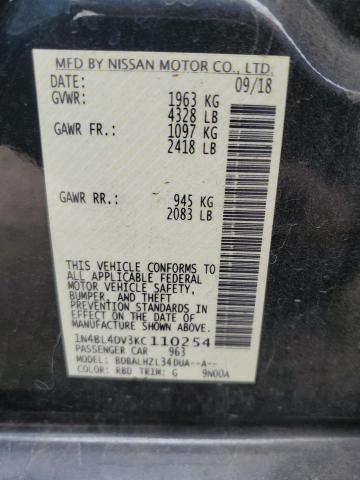 MFD BY NISSAN MOTOR CO., LTD.
DATE: 09/18
GVWR: 1963 KG
4328 LB
GAWR FR.: 1097 KG
2418 LB
GAWR RR.: 945 KG
2083 LB
THIS VEHICLE CONFORMS TO
ALL APPLICABLE FEDERAL
MOTOR VEHICLE SAFETY,
BUMPER, AND THEFT
PREVENTION STANDARDS IN
EFFECT ON THE DATE OF
MANUFACTURE SHOWN ABOVE.
1N4BL4DV3KC110254
PASSENGER CAR 963
MODEL: BDBALHZL34DUA--A--
COLOR: RBD TRIM: G 9N00A